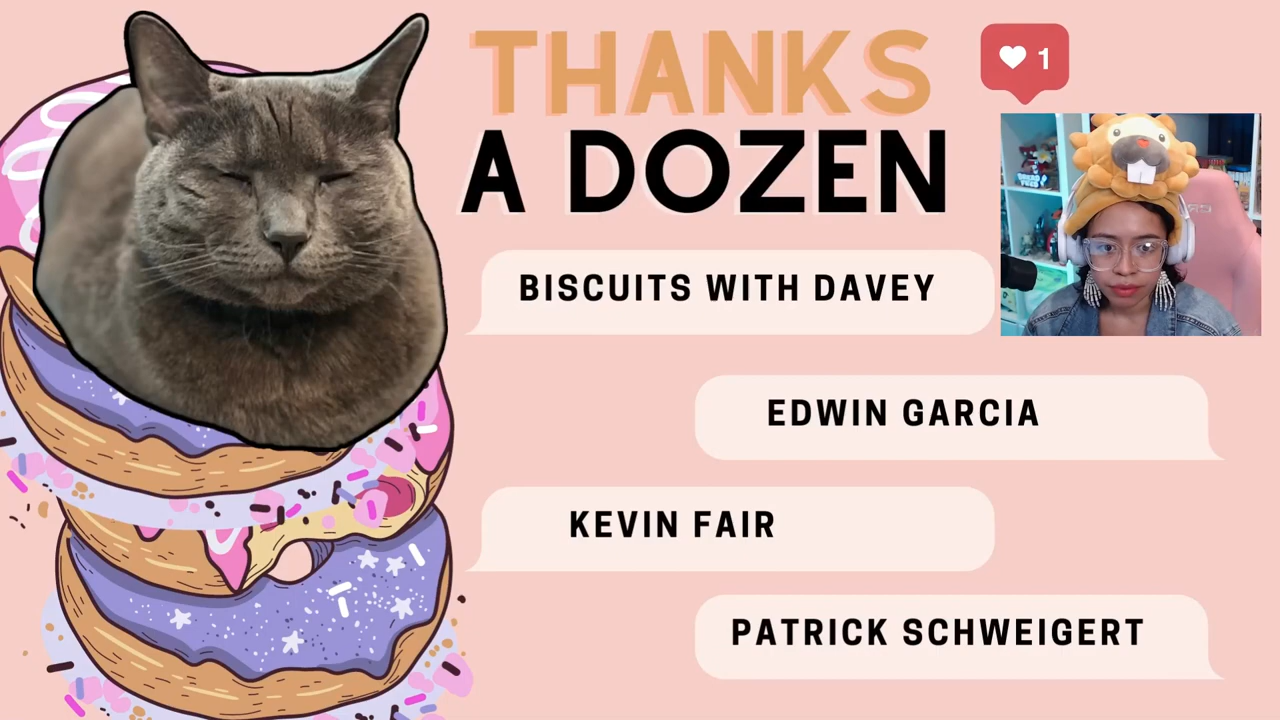 THANKS
A DOZEN
1
BISCUITS WITH DAVEY
EDWIN GARCIA
KEVIN FAIR
PATRICK SCHWEIGERT